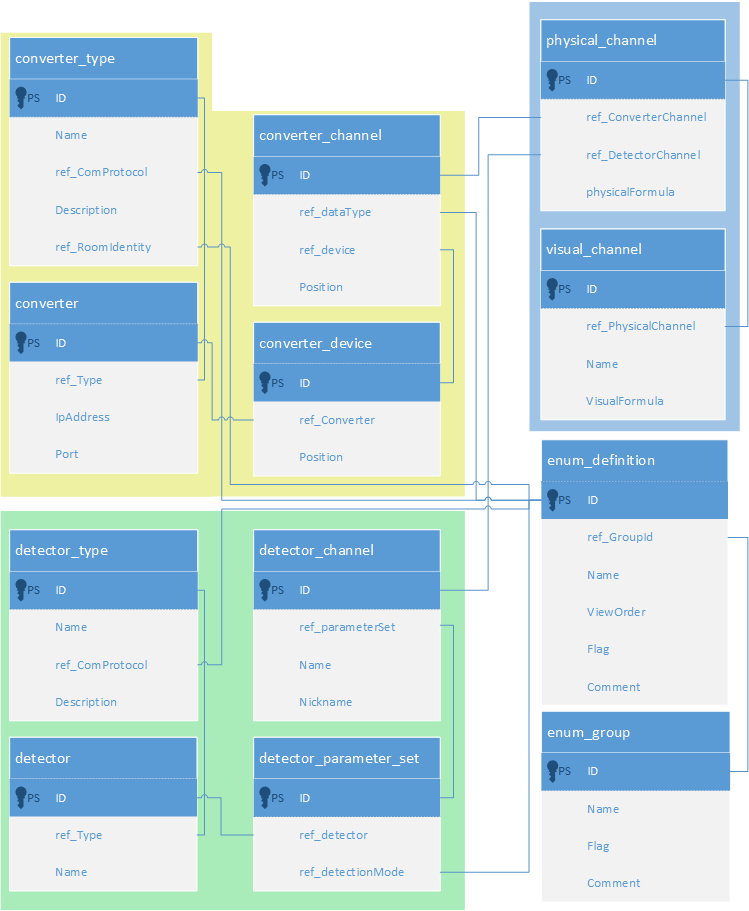 converter_type
PS ID
Name
ref_ComProtocol
Description
ref_RoomIdentity
converter
PS ID
ref_Type
IpAddress
Port
converter_channel
PS ID
ref_dataType
ref_device
Position
converter_device
PS ID
ref_Converter
Position
physical_channel
PS ID
ref_ConverterChannel
ref_DetectorChannel
physicalFormula
visual_channel
PS ID
ref_PhysicalChannel
Name
VisualFormula
detector_type
PS ID
Name
ref_ComProtocol
Description
detector
PS ID
ref_Type
Name
detector_channel
PS ID
ref_parameterSet
Name
Nickname
detector_parameter_set
PS ID
ref_detector
ref_detectionMode
enum_definition
PS ID
ref_GroupId
Name
ViewOrder
Flag
Comment
enum_group
PS ID
Name
Flag
Comment